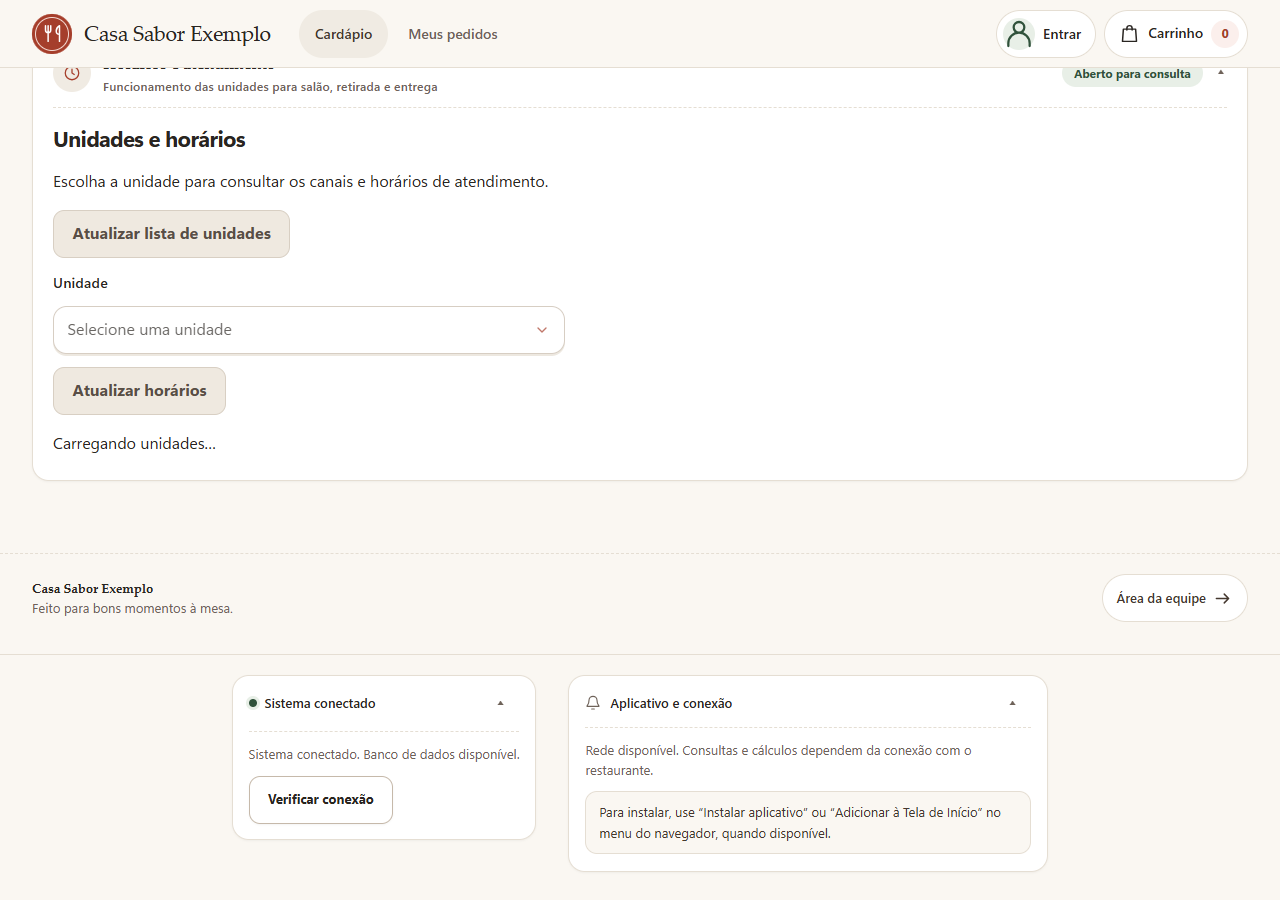 Casa Sabor Exemplo
Cardápio
Meus pedidos
Entrar
Carrinho
0
Funcionamento das unidades para salão, retirada e entrega
Aberto para consulta
Unidades e horários
Escolha a unidade para consultar os canais e horários de atendimento.
Atualizar lista de unidades
Unidade
Selecione uma unidade
Atualizar horários
Carregando unidades...
Casa Sabor Exemplo
Feito para bons momentos à mesa.
Área da equipe
Sistema conectado
Sistema conectado. Banco de dados disponível.
Verificar conexão
Aplicativo e conexão
Rede disponível. Consultas e cálculos dependem da conexão com o
restaurante.
Para instalar, use “Instalar aplicativo” ou “Adicionar à Tela de Início” no
menu do navegador, quando disponível.